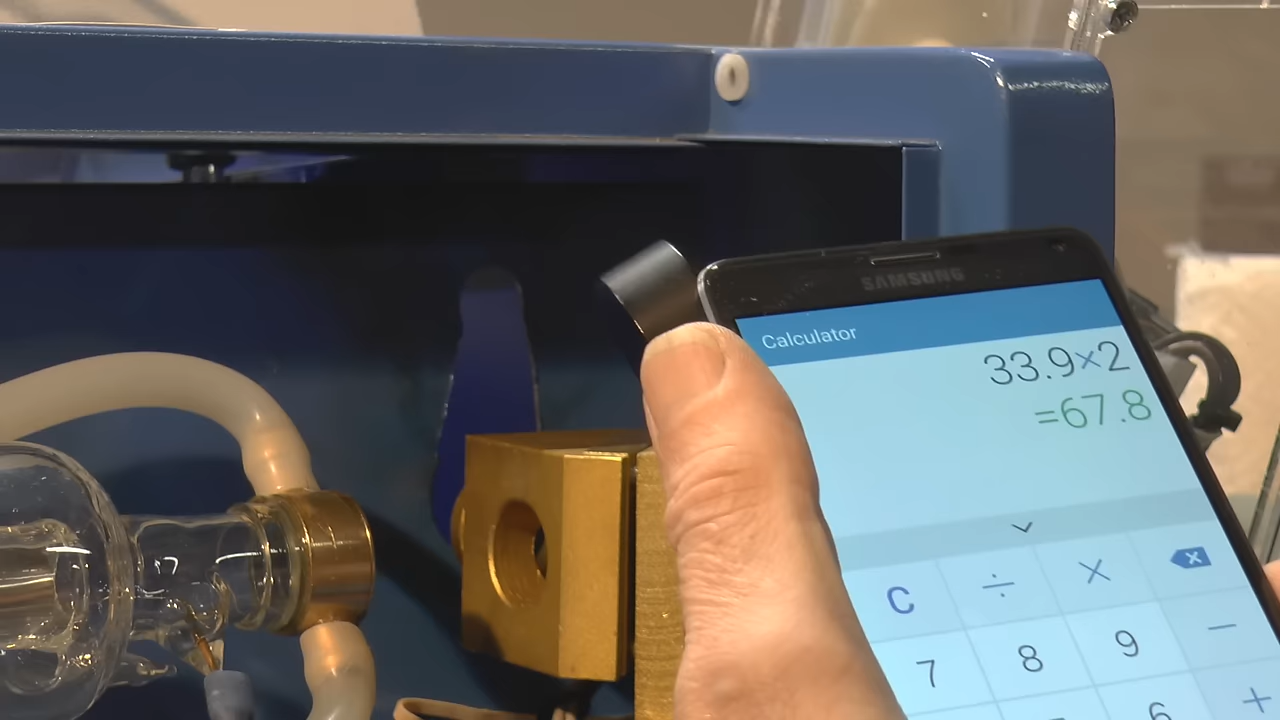 SAMSUNG
Calculator
33.9×2
=67.8
C ÷ ×
7 8 9 −
6 +